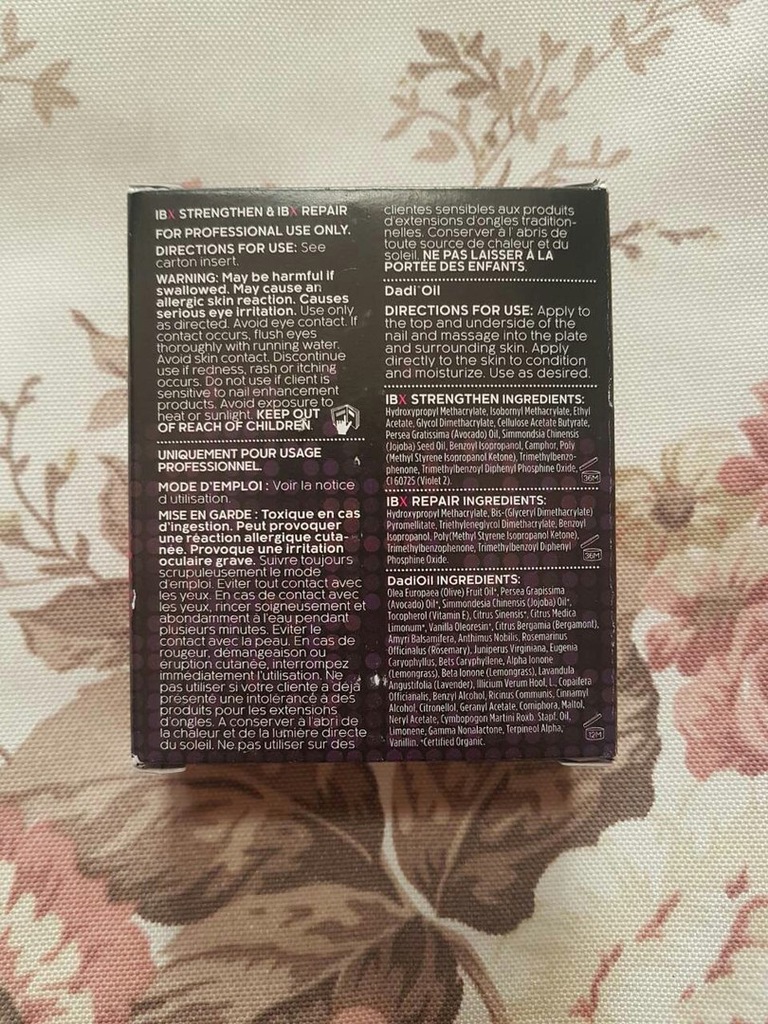 IBX STRENGTHEN & IBX REPAIR
FOR PROFESSIONAL USE ONLY.
DIRECTIONS FOR USE: See
carton insert.
WARNING: May be harmful if
swallowed. May cause an
allergic skin reaction. Causes
serious eye irritation. Use only
as directed. Avoid eye contact. If
contact occurs, flush eyes
thoroughly with running water.
Avoid skin contact. Discontinue
use if redness, rash or itching
occurs. Do not use if client is
sensitive to nail enhancement
products. Avoid exposure to
heat or sunlight. KEEP OUT
OF REACH OF CHILDREN.
UNIQUEMENT POUR USAGE
PROFESSIONNEL.
MODE D'EMPLOI : Voir la notice
d'utilisation.
MISE EN GARDE : Toxique en cas
d'ingestion. Peut provoquer
une réaction allergique cuta-
née. Provoque une irritation
oculaire grave. Suivre toujours
scrupuleusement le mode
d'emploi. Eviter tout contact avec
les yeux. En cas de contact avec
les yeux, rincer soigneusement et
abondamment à l'eau pendant
plusieurs minutes. Eviter le
contact avec la peau. En cas de
rougeur, démangeaison ou
éruption cutanée, interrompez
immédiatement l'utilisation. Ne
pas utiliser si votre cliente a déjà
présenté une intolérance à des
produits pour les extensions
d'ongles. A conserver à l'abri de
la chaleur et de la lumière directe
du soleil. Ne pas utiliser sur des
clientes sensibles aux produits
d'extensions d'ongles tradition-
nelles. Conserver à l'abris de
toute source de chaleur et du
soleil. NE PAS LAISSER À LA
PORTÉE DES ENFANTS.
Dadi'Oil
DIRECTIONS FOR USE: Apply to
the top and underside of the
nail and massage into the plate
and surrounding skin. Apply
directly to the skin to condition
and moisturize. Use as desired.
IBX STRENGTHEN INGREDIENTS:
Hydroxypropyl Methacrylate, Isobornyl Methacrylate, Ethyl
Acetate, Glycol Dimethacrylate, Cellulose Acetate Butyrate,
Persea Gratissima (Avocado) Oil, Simmondsia Chinensis
(Jojoba) Seed Oil, Benzoyl Isopropanol, Camphor, Poly
(Methyl Styrene Isopropanol Ketone), Trimethylbenzo-
phenone, Trimethylbenzoyl Diphenyl Phosphine Oxide,
CI 60725 (Violet 2).
36M
IBX REPAIR INGREDIENTS:
Hydroxypropyl Methacrylate, Bis-(Glyceryl Dimethacrylate)
Pyromellitate, Triethyleneglycol Dimethacrylate, Benzoyl
Isopropanol, Poly(Methyl Styrene Isopropanol Ketone),
Trimethylbenzophenone, Trimethylbenzoyl Diphenyl
Phosphine Oxide.
36M
DadiOil INGREDIENTS:
Olea Europaea (Olive) Fruit Oil*, Persea Grapissima
(Avocado) Oil*, Simmondesia Chinensis (Jojoba) Oil*,
Tocopherol (Vitamin E), Citrus Sinensis*, Citrus Medica
Limonum*, Vanilla Oleoresin*, Citrus Bergamia (Bergamont),
Amyri Balsamifera, Anthimus Nobilis, Rosemarinus
Officinalus (Rosemary), Juniperus Virginiana, Eugenia
Caryophyllus, Bets Caryphyllene, Alpha Ionone
(Lemongrass), Beta Ionine (Lemongrass), Lavandula
Angustifolia (Lavender), Illicium Verum Hool, L. Copaifera
Officianalis, Benzyl Alcohol, Ricinus Communis, Cinnamyl
Alcohol, Citronellol, Geranyl Acetate, Comiphora, Maltol,
Neryl Acetate, Cymbopogon Martini Roxb. Stapf. Oil,
Limonene, Gamma Nonalactone, Terpineol Alpha,
Vanillin. *Certified Organic.
12M